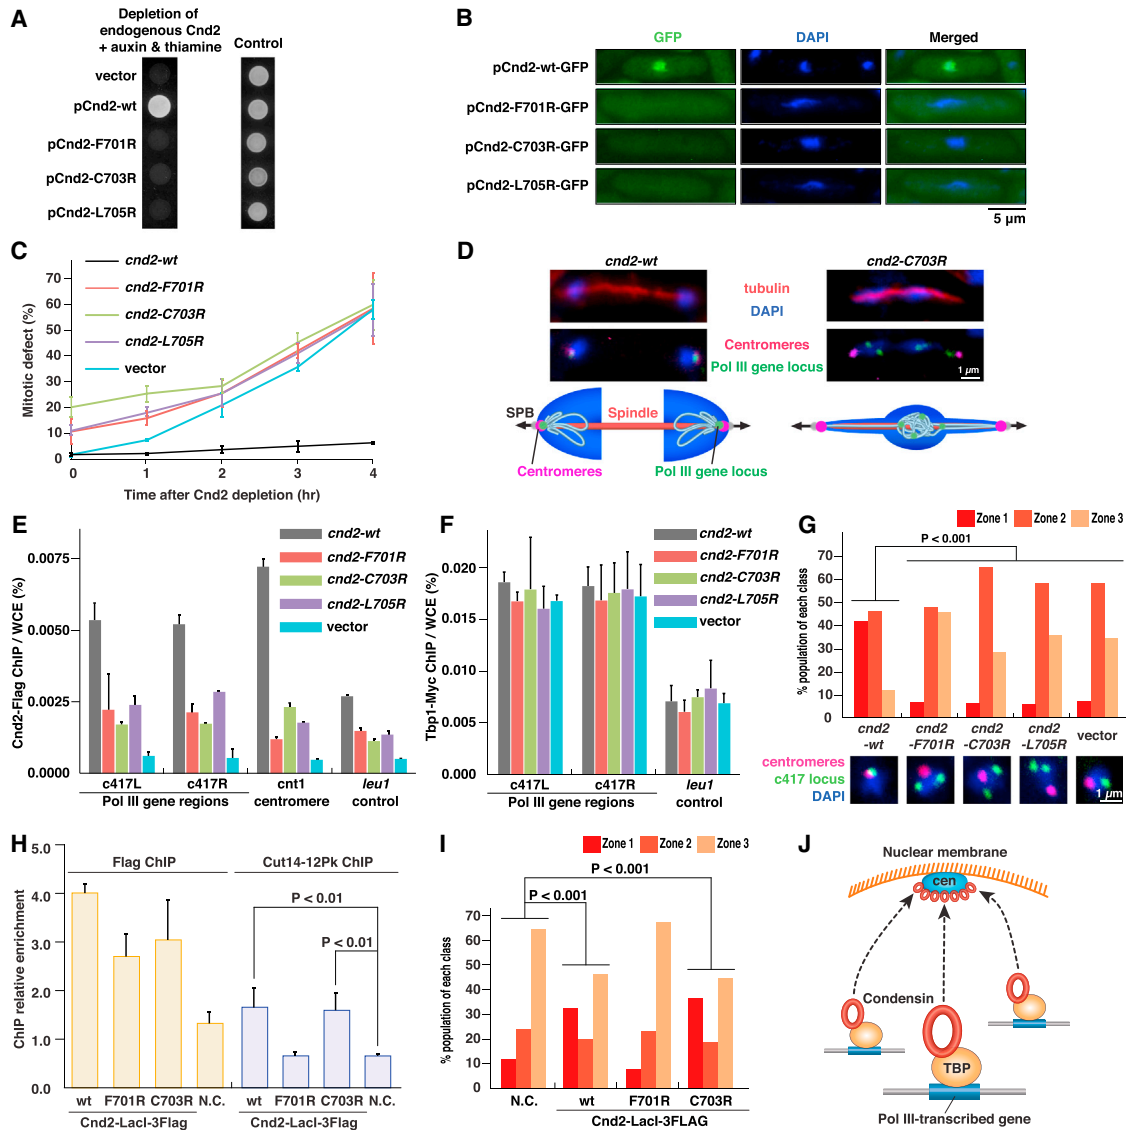 A
Depletion of
endogenous Cnd2
+ auxin & thiamine
Control
vector
pCnd2-wt
pCnd2-F701R
pCnd2-C703R
pCnd2-L705R
B
GFP
DAPI
Merged
pCnd2-wt-GFP
pCnd2-F701R-GFP
pCnd2-C703R-GFP
pCnd2-L705R-GFP
5 µm
C
cnd2-wt
cnd2-F701R
cnd2-C703R
cnd2-L705R
vector
Mitotic defect (%)
70
60
50
40
30
20
10
0
0 1 2 3 4
Time after Cnd2 depletion (hr)
D
cnd2-wt
cnd2-C703R
tubulin
DAPI
Centromeres
Pol III gene locus
1 µm
SPB
Spindle
Centromeres
Pol III gene locus
E
cnd2-wt
cnd2-F701R
cnd2-C703R
cnd2-L705R
vector
Cnd2-Flag ChIP / WCE (%)
0.0075
0.0050
0.0025
0.0000
c417L c417R cnt1 leu1
Pol III gene regions centromere control
F
cnd2-wt
cnd2-F701R
cnd2-C703R
cnd2-L705R
vector
Tbp1-Myc ChIP / WCE (%)
0.020
0.015
0.010
0.005
0.000
c417L c417R leu1
Pol III gene regions control
G
Zone 1 Zone 2 Zone 3
P < 0.001
% population of each class
70
60
50
40
30
20
10
0
cnd2 cnd2 cnd2 cnd2 vector
-wt -F701R -C703R -L705R
centromeres
c417 locus
DAPI
1 µm
H
Flag ChIP
Cut14-12Pk ChIP
P < 0.01
P < 0.01
ChIP relative enrichment
5.0
4.0
3.0
2.0
1.0
0.0
wt F701R C703R N.C. wt F701R C703R N.C.
Cnd2-LacI-3Flag Cnd2-LacI-3Flag
I
Zone 1 Zone 2 Zone 3
P < 0.001
P < 0.001
% population of each class
70
60
50
40
30
20
10
0
N.C. wt F701R C703R
Cnd2-LacI-3FLAG
J
Nuclear membrane
cen
Condensin
TBP
Pol III-transcribed gene